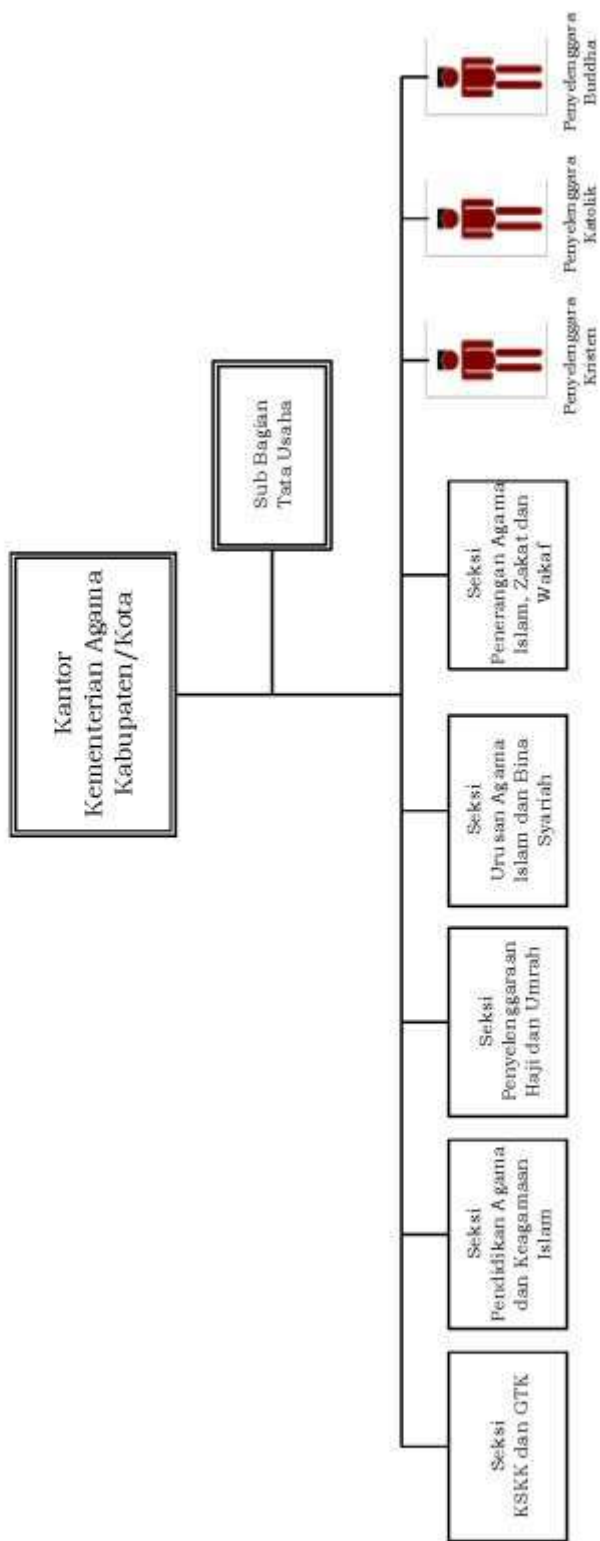 Kantor
Kementerian Agama
Kabupaten/Kota
Sub Bagian
Tata Usaha
Seksi
KSKK dan GTK
Seksi
Pendidikan Agama
dan Keagamaan
Islam
Seksi
Penyelenggaraan
Haji dan Umrah
Seksi
Urusan Agama
Islam dan Bina
Syariah
Seksi
Penerangan Agama
Islam, Zakat dan
Wakaf
Penyelenggara
Kristen
Penyelenggara
Katolik
Penyelenggara
Buddha